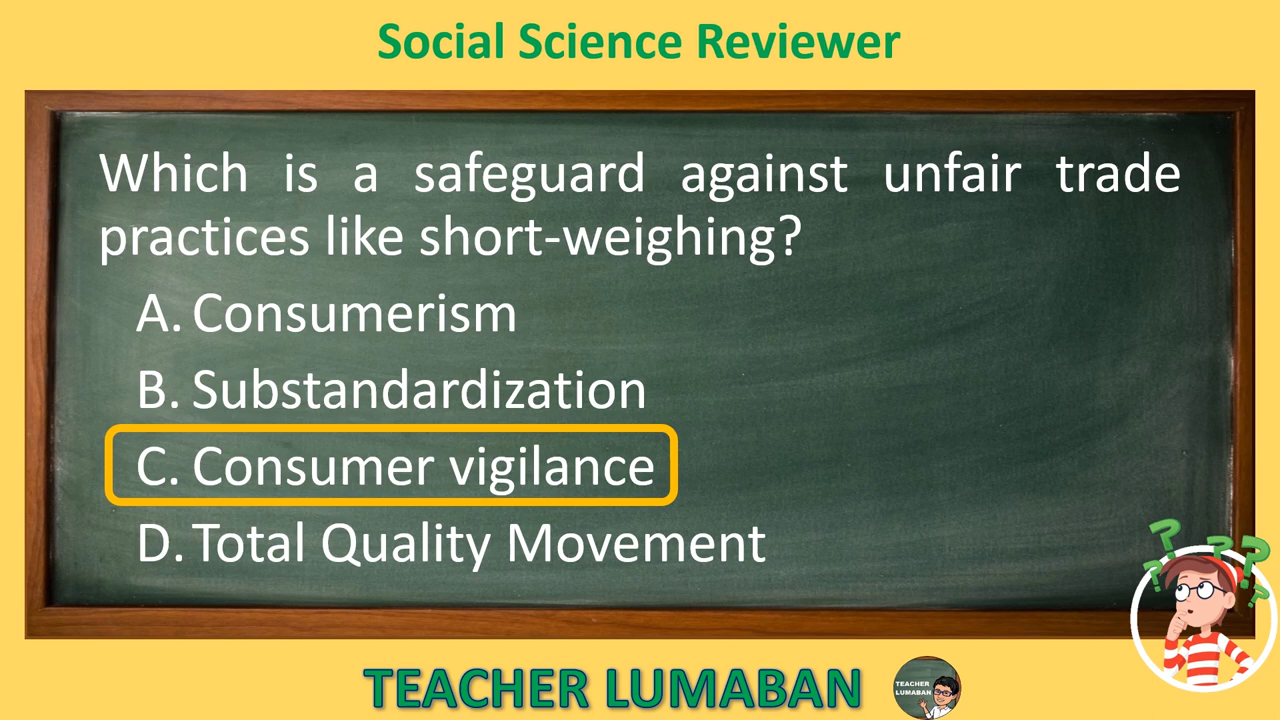 Social Science Reviewer
Which is a safeguard against unfair trade
practices like short-weighing?
A. Consumerism
B. Substandardization
C. Consumer vigilance
D. Total Quality Movement
? ? ? ? ?
TEACHER LUMABAN
TEACHER
LUMABAN